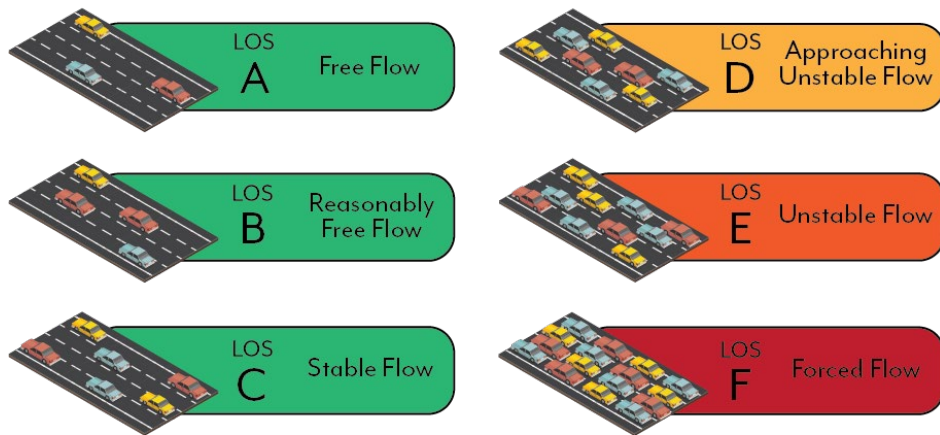 LOS
A
Free Flow
LOS
B
Reasonably
Free Flow
LOS
C
Stable Flow
LOS
D
Approaching
Unstable Flow
LOS
E
Unstable Flow
LOS
F
Forced Flow